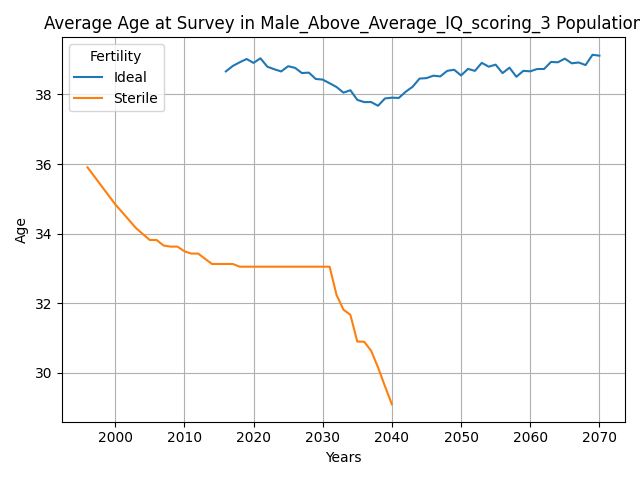 Average Age at Survey in Male_Above_Average_IQ_scoring_3 Population
Fertility
Ideal
Sterile
38
36
34
32
30
Age
2000 2010 2020 2030 2040 2050 2060 2070
Years